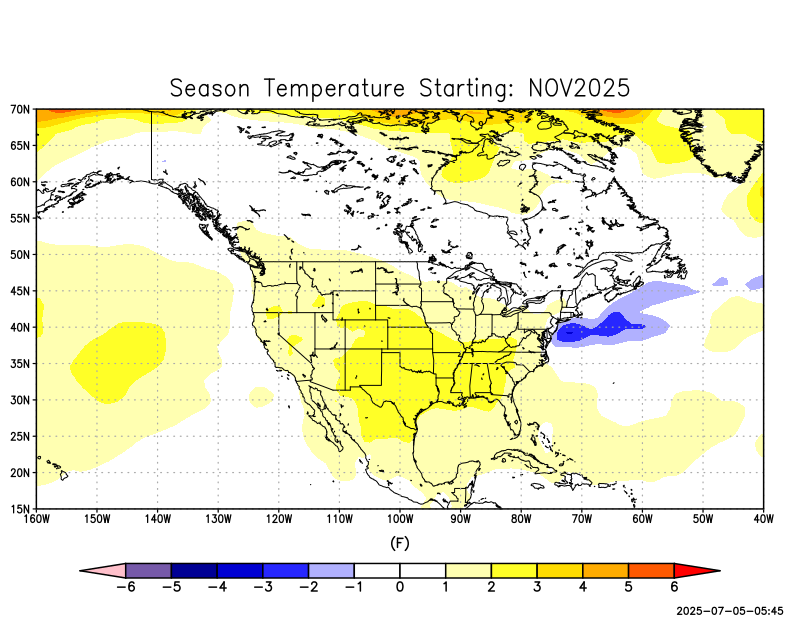 Season Temperature Starting: NOV2025
70N
65N
60N
55N
50N
45N
40N
35N
30N
25N
20N
15N
160W 150W 140W 130W 120W 110W 100W 90W 80W 70W 60W 50W 40W
(F)
−6 −5 −4 −3 −2 −1 0 1 2 3 4 5 6
2025-07-05-05:45